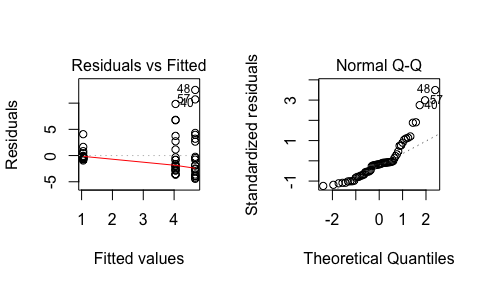 Residuals vs Fitted
Residuals
-5 0 5
48
57
40
1 2 3 4
Fitted values
Normal Q-Q
Standardized residuals
-1 1 3
48
57
40
-2 0 1 2
Theoretical Quantiles